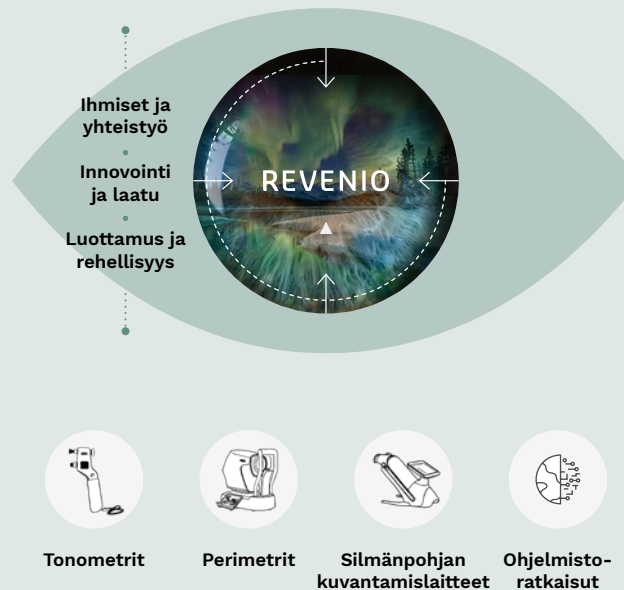 Ihmiset ja
yhteistyö
Innovointi
ja laatu
Luottamus ja
rehellisyys
REVENIO
Tonometrit
Perimetrit
Silmänpohjan
kuvantamislaitteet
Ohjelmisto-
ratkaisut